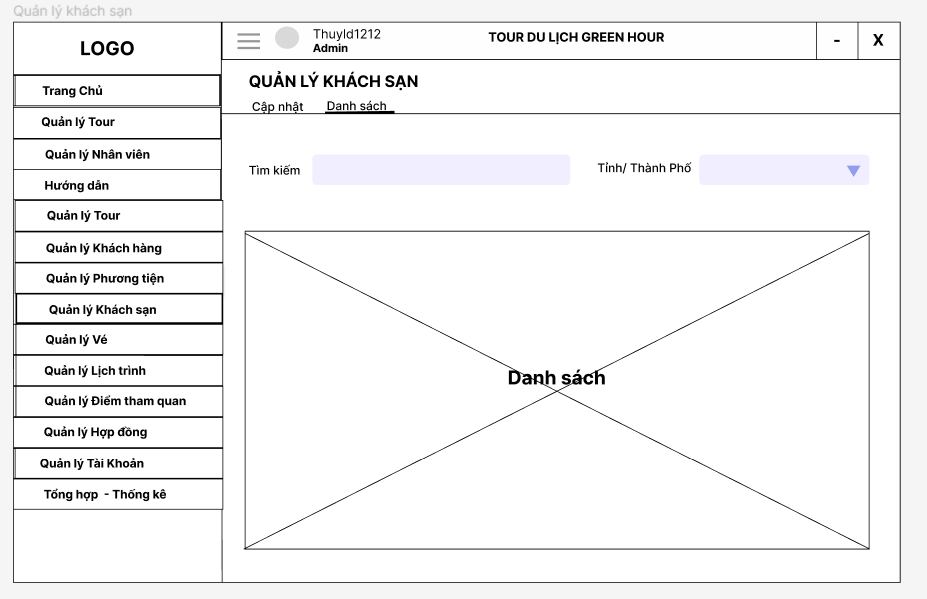 Quản lý khách sạn
LOGO
Thuyld1212
Admin
TOUR DU LỊCH GREEN HOUR
-
X
Trang Chủ
Quản lý Tour
Quản lý Nhân viên
Hướng dẫn
Quản lý Tour
Quản lý Khách hàng
Quản lý Phương tiện
Quản lý Khách sạn
Quản lý Vé
Quản lý Lịch trình
Quản lý Điểm tham quan
Quản lý Hợp đồng
Quản lý Tài Khoản
Tổng hợp - Thống kê
QUẢN LÝ KHÁCH SẠN
Cập nhật Danh sách
Tìm kiếm
Tỉnh/ Thành Phố
Danh sách